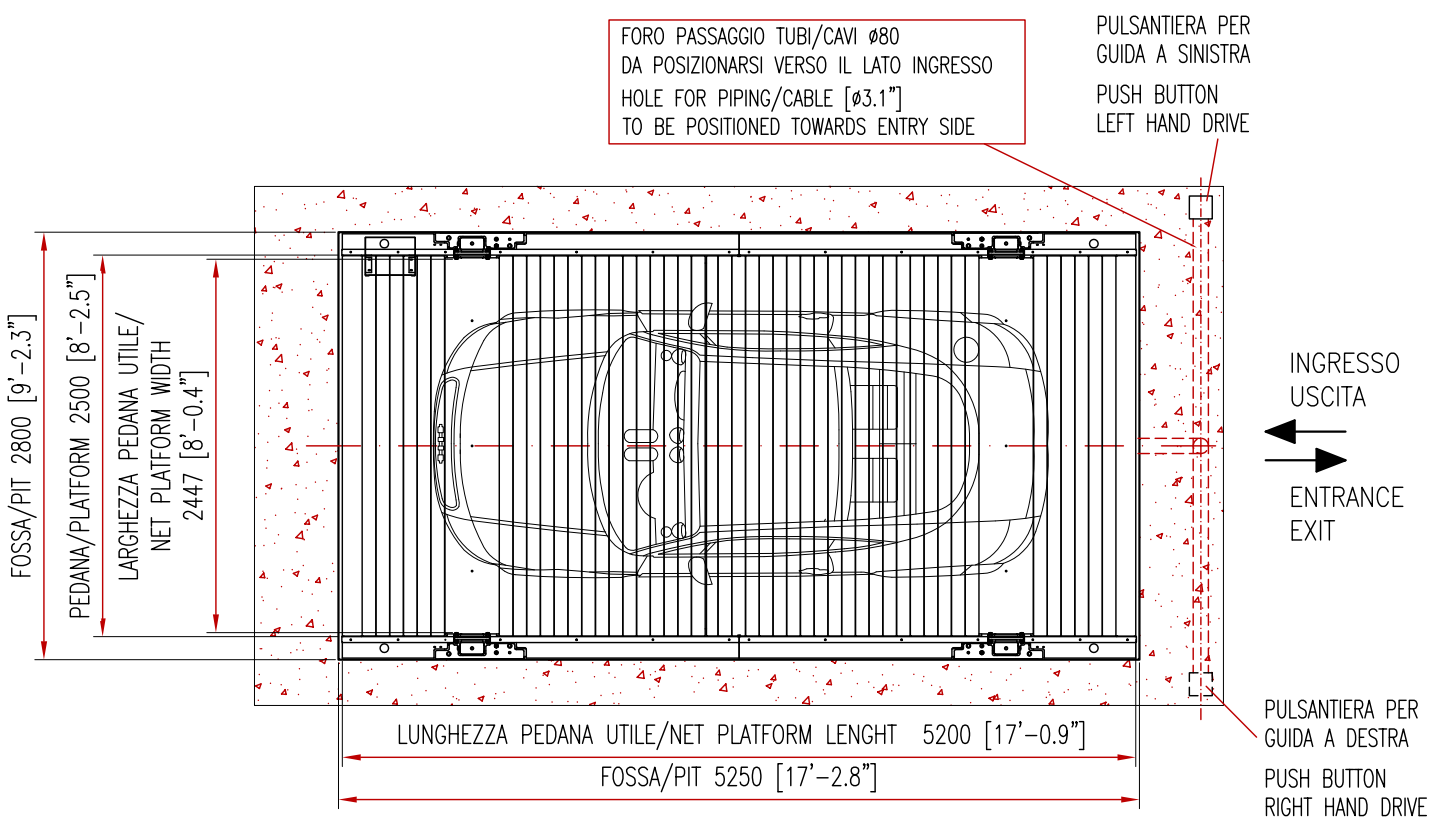 FORO PASSAGGIO TUBI/CAVI ø80
DA POSIZIONARSI VERSO IL LATO INGRESSO
HOLE FOR PIPING/CABLE [ø3.1”]
TO BE POSITIONED TOWARDS ENTRY SIDE
PULSANTIERA PER
GUIDA A SINISTRA
PUSH BUTTON
LEFT HAND DRIVE
FOSSA/PIT 2800 [9’-2.3”]
PEDANA/PLATFORM 2500 [8’-2.5”]
LARGHEZZA PEDANA UTILE/
NET PLATFORM WIDTH
2447 [8’-0.4”]
INGRESSO
USCITA
ENTRANCE
EXIT
LUNGHEZZA PEDANA UTILE/NET PLATFORM LENGHT 5200 [17’-0.9”]
FOSSA/PIT 5250 [17’-2.8”]
PULSANTIERA PER
GUIDA A DESTRA
PUSH BUTTON
RIGHT HAND DRIVE